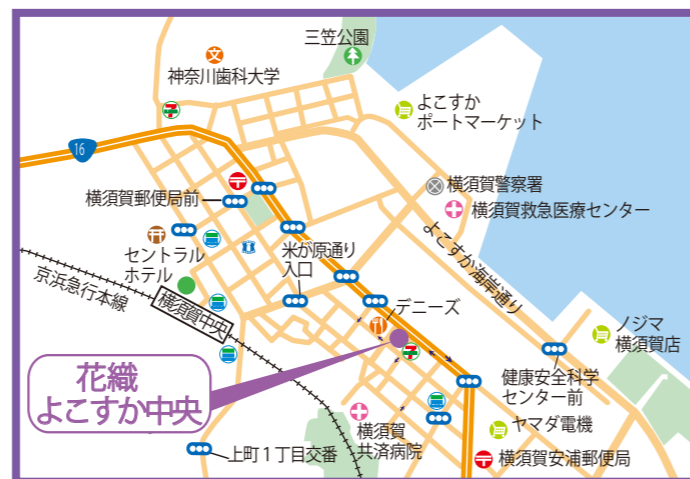 三笠公園
文
神奈川歯科大学
よこすか
ポートマーケット
16
横須賀警察署
横須賀郵便局前
横須賀救急医療センター
よこすか海岸通り
セントラル
ホテル
米が原通り
入口
京浜急行本線
横須賀中央
デニーズ
ノジマ
横須賀店
花織
よこすか中央
健康安全科学
センター前
ヤマダ電機
横須賀
共済病院
上町1丁目交番
横須賀安浦郵便局